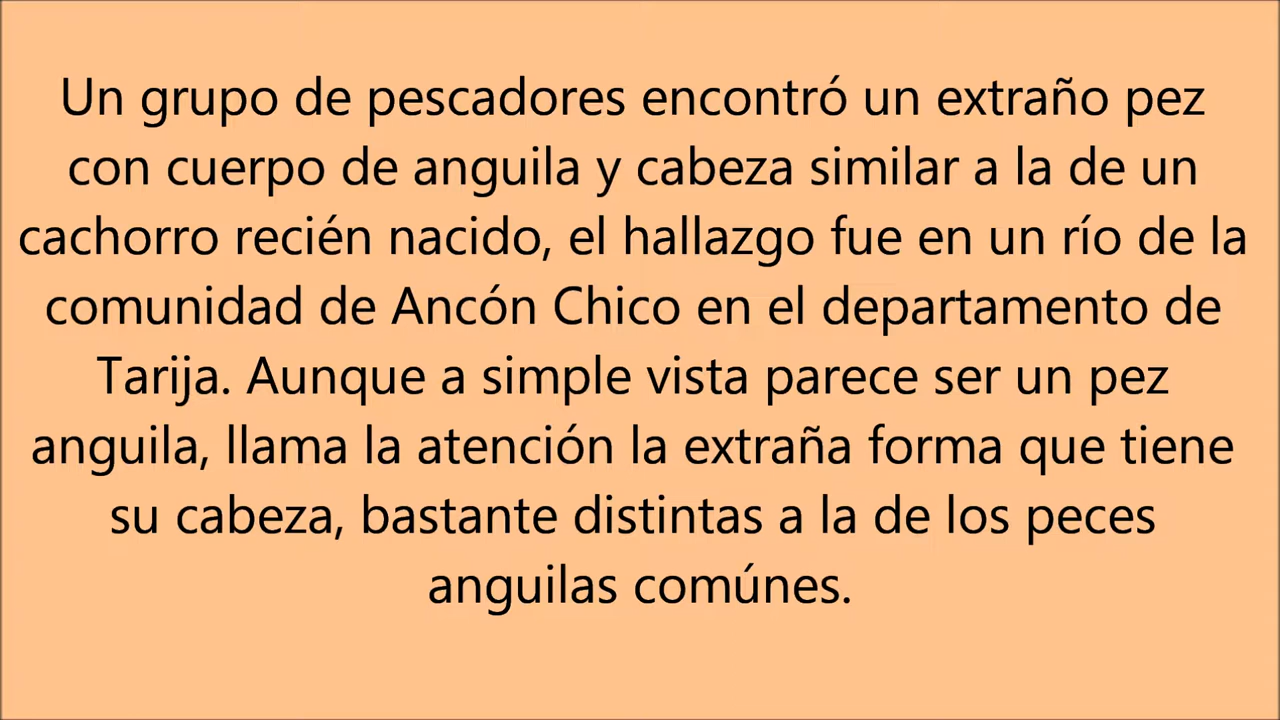 Un grupo de pescadores encontró un extraño pez
con cuerpo de anguila y cabeza similar a la de un
cachorro recién nacido, el hallazgo fue en un río de la
comunidad de Ancón Chico en el departamento de
Tarija. Aunque a simple vista parece ser un pez
anguila, llama la atención la extraña forma que tiene
su cabeza, bastante distintas a la de los peces
anguilas comúnes.